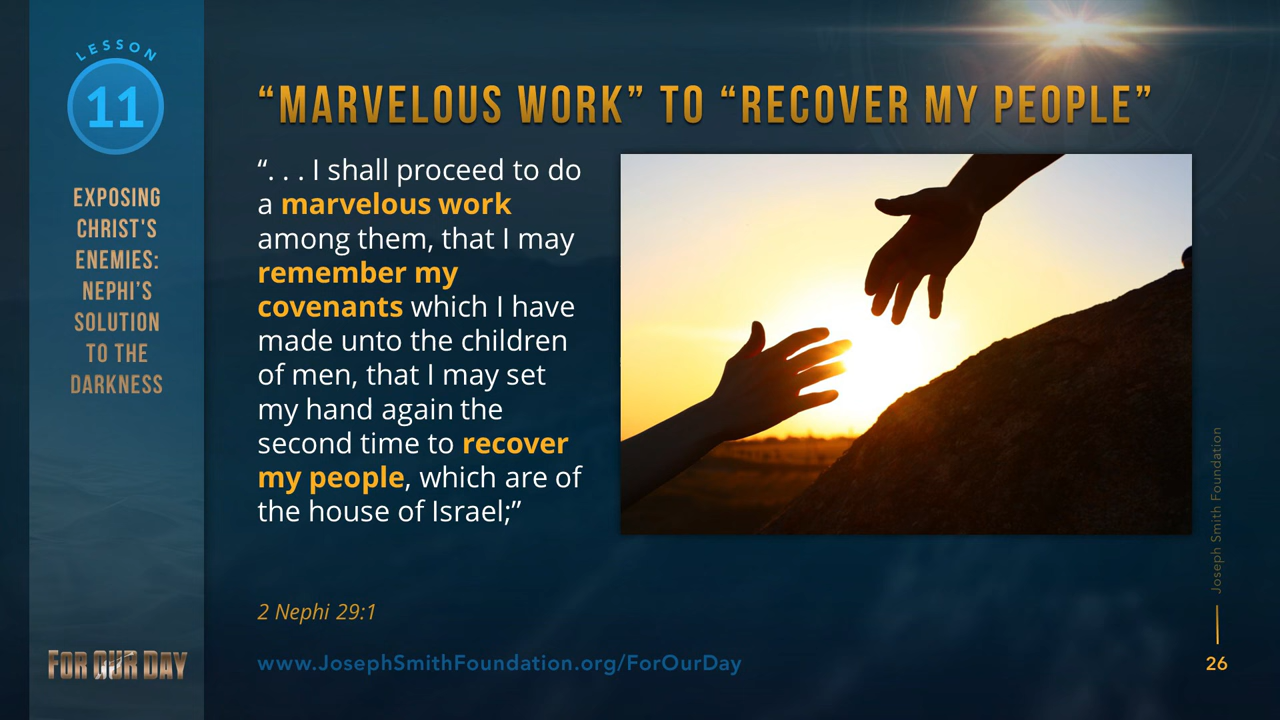 LESSON
11
EXPOSING
CHRIST'S
ENEMIES:
NEPHI'S
SOLUTION
TO THE
DARKNESS
FOR OUR DAY
“MARVELOUS WORK” TO “RECOVER MY PEOPLE”
“. . . I shall proceed to do
a marvelous work
among them, that I may
remember my
covenants which I have
made unto the children
of men, that I may set
my hand again the
second time to recover
my people, which are of
the house of Israel;”
2 Nephi 29:1
www.JosephSmithFoundation.org/ForOurDay
Joseph Smith Foundation
26